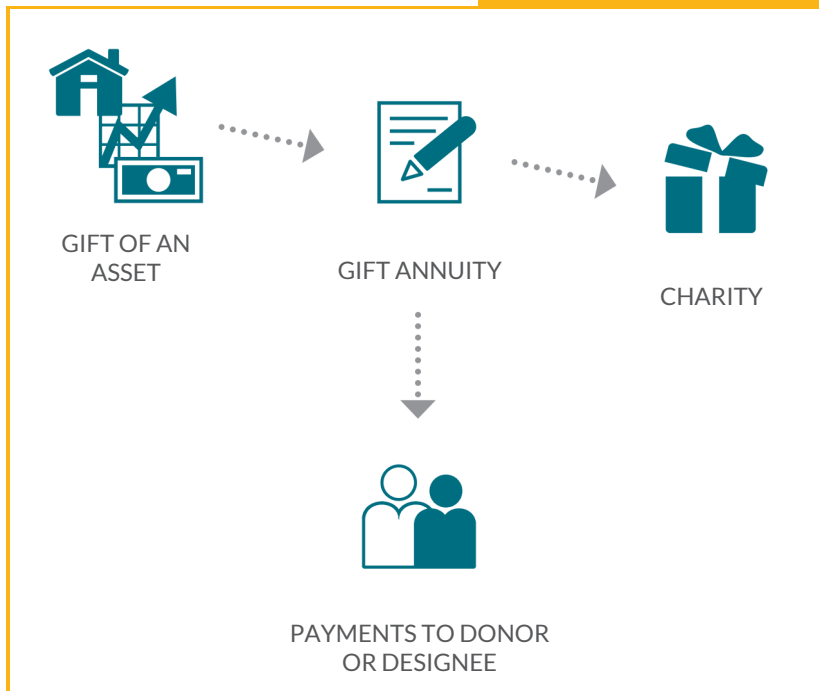 GIFT OF AN
ASSET
GIFT ANNUITY
CHARITY
PAYMENTS TO DONOR
OR DESIGNEE